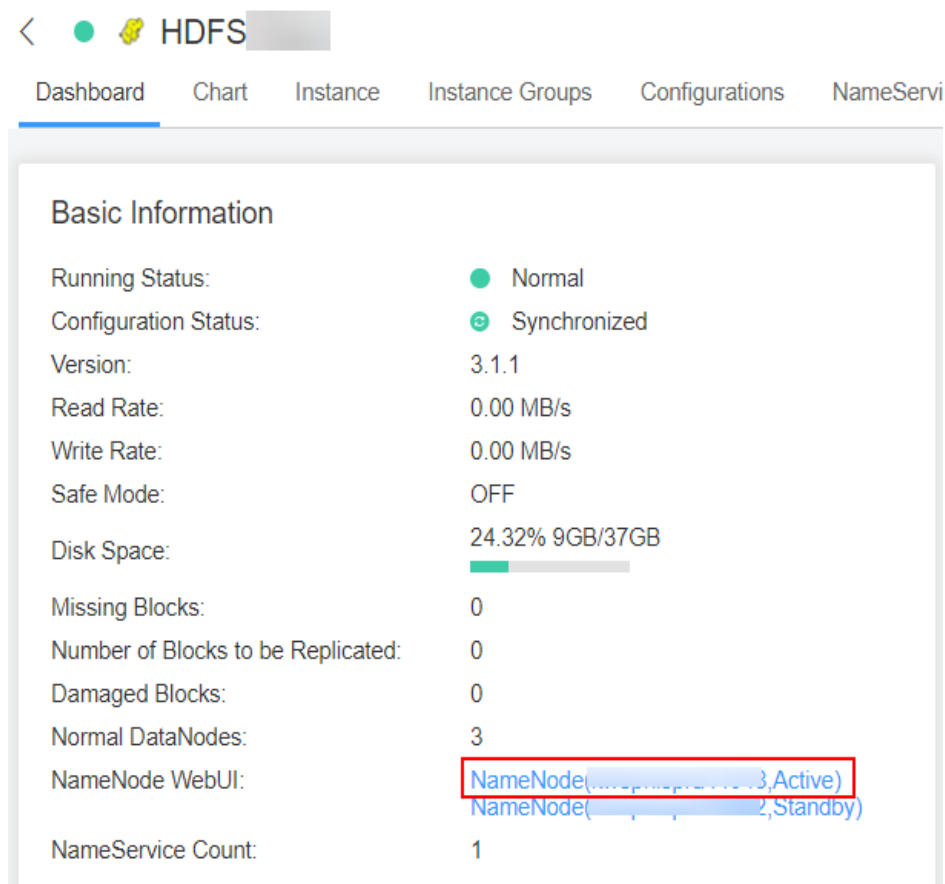 HDFS
Dashboard Chart Instance Instance Groups Configurations NameServi
Basic Information
Running Status: Normal
Configuration Status: Synchronized
Version: 3.1.1
Read Rate: 0.00 MB/s
Write Rate: 0.00 MB/s
Safe Mode: OFF
Disk Space: 24.32% 9GB/37GB
Missing Blocks: 0
Number of Blocks to be Replicated: 0
Damaged Blocks: 0
Normal DataNodes: 3
NameNode WebUI: NameNode( ,Active)
NameNode( ,Standby)
NameService Count: 1